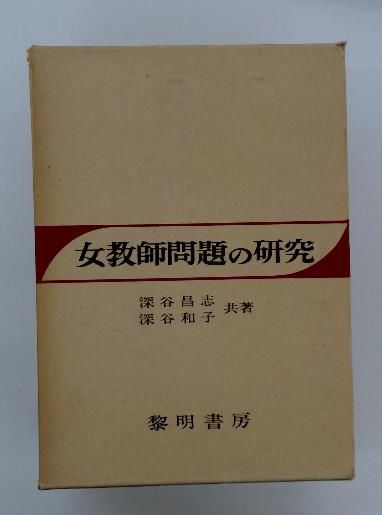 女教師問題の研究
深谷昌志
深谷和子 共著
黎明書房